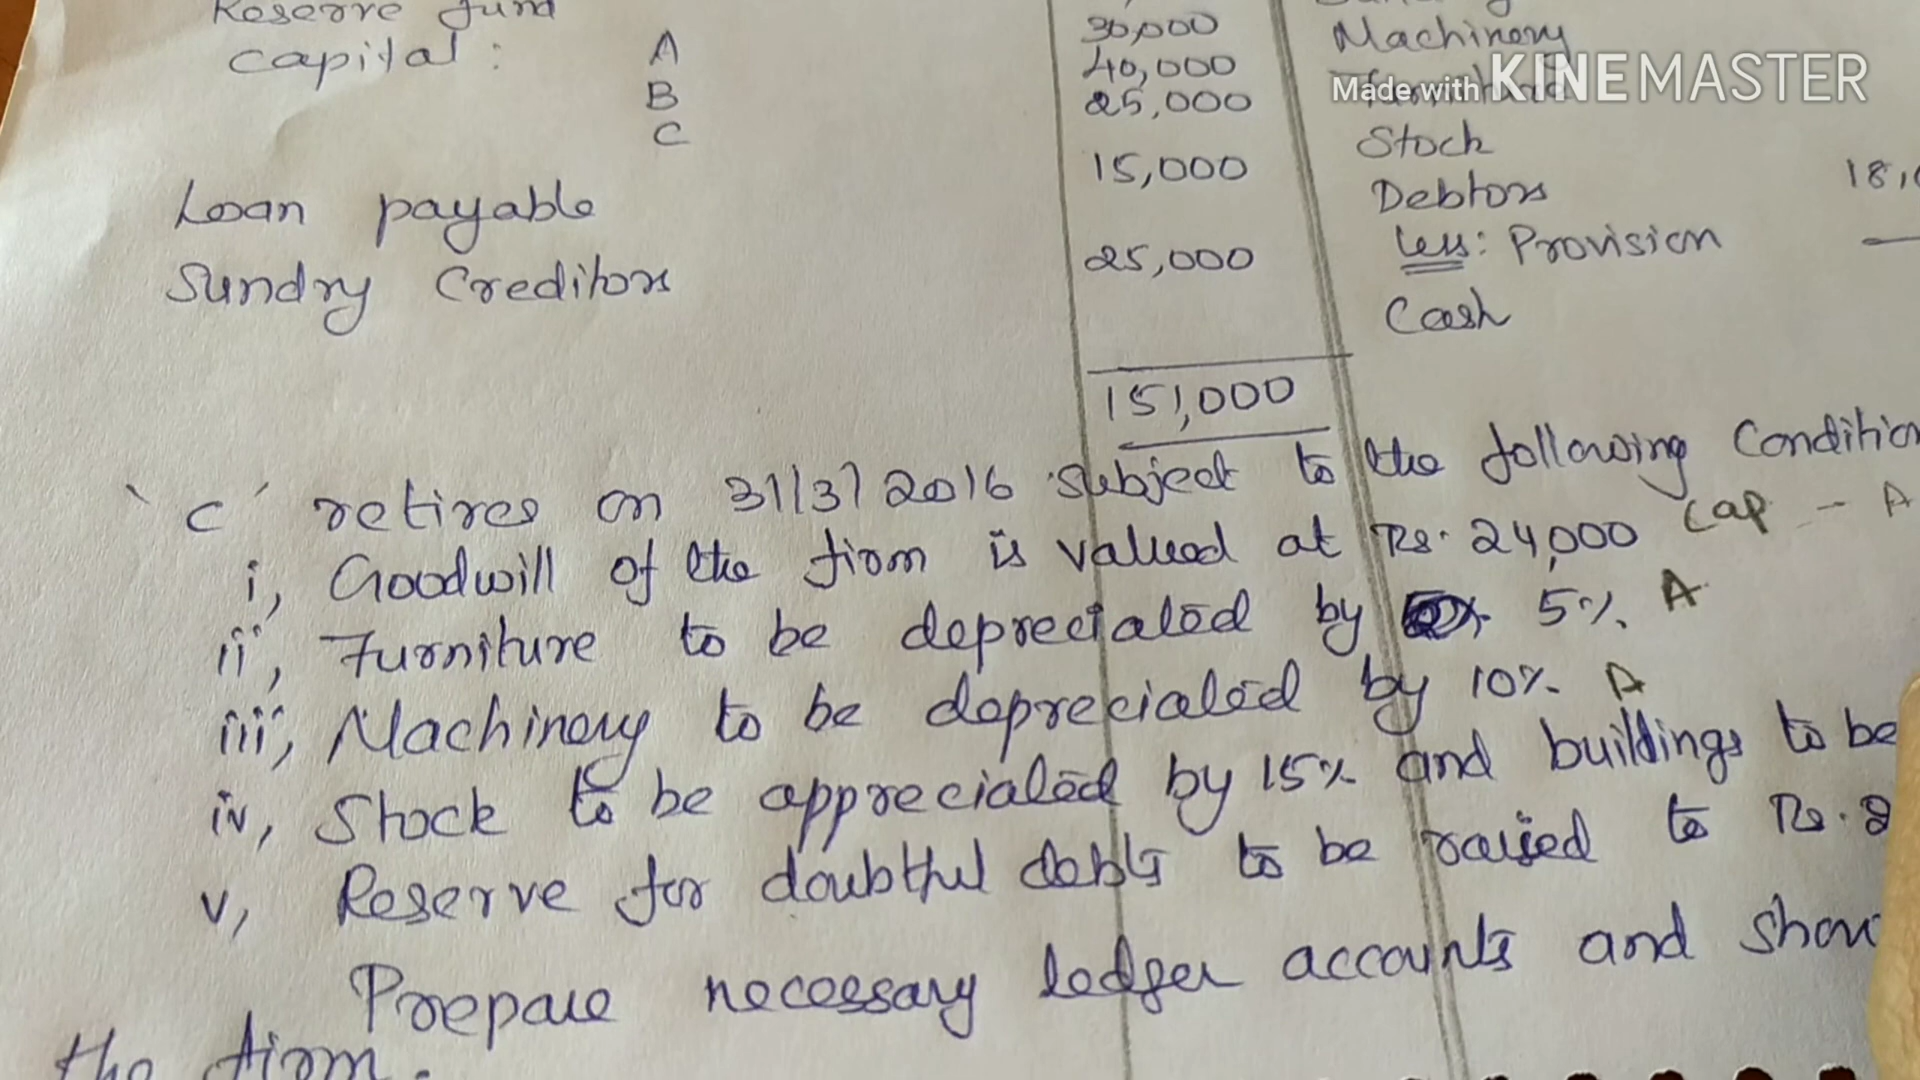 Reserve fund
Capital : A 30,000 Machinery
B 40,000
C 25,000 Stock
Loan payable 15,000 Debtors 18,
Less: Provision
Sundry Creditors 25,000 Cash
151,000
'C' retires on 31/3/2016 subject to the following
i, Goodwill of the firm is valued at Rs. 24,000 Cap - A
ii, Furniture to be depreciated by 5%. A
iii, Machinery to be depreciated by 10%. A
iv, Stock to be appreciated by 15% and buildings to be
v, Reserve for doubtful debts to be raised to Rs.
Prepare necessary ledger accounts and
the firm.
Made with KINEMASTER